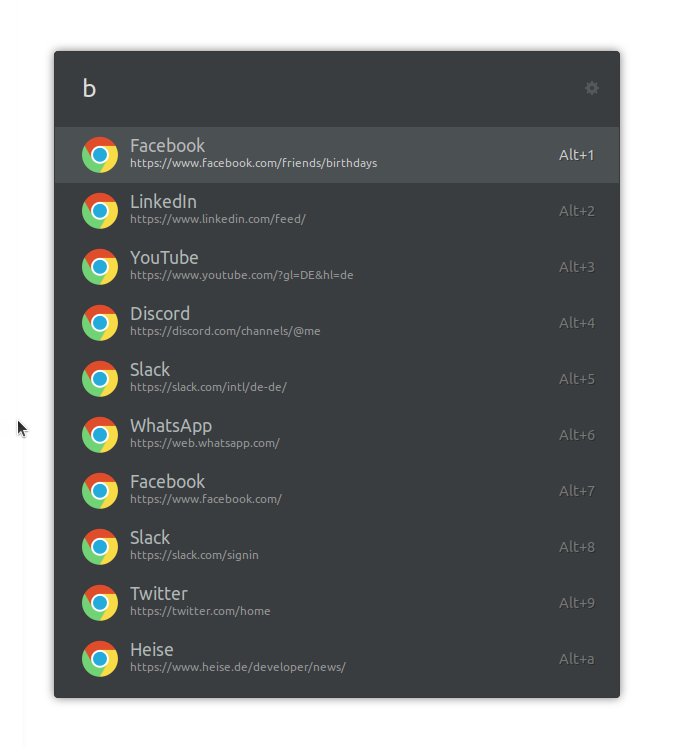 b
Facebook
https://www.facebook.com/friends/birthdays
Alt+1
LinkedIn
https://www.linkedin.com/feed/
Alt+2
YouTube
https://www.youtube.com/?gl=DE&hl=de
Alt+3
Discord
https://discord.com/channels/@me
Alt+4
Slack
https://slack.com/intl/de-de/
Alt+5
WhatsApp
https://web.whatsapp.com/
Alt+6
Facebook
https://www.facebook.com/
Alt+7
Slack
https://slack.com/signin
Alt+8
Twitter
https://twitter.com/home
Alt+9
Heise
https://www.heise.de/developer/news/
Alt+a